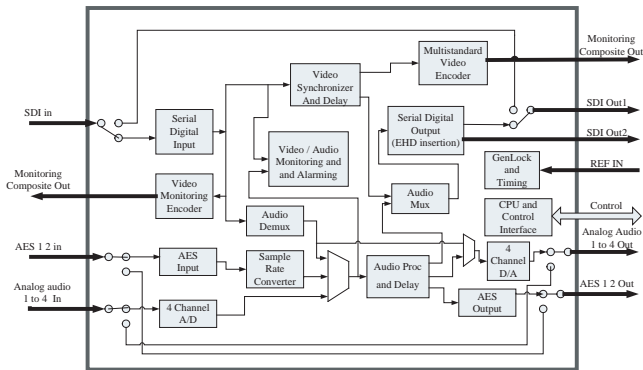 Monitoring
Composite Out
Multistandard
Video
Encoder
Video
Synchronizer
And Delay
SDI in
SDI Out1
Serial
Digital
Input
Serial Digital
Output
(EHD insertion)
SDI Out2
Video / Audio
Monitoring and
and Alarming
GenLock
and
Timing
REF IN
Monitoring
Composite Out
Video
Monitoring
Encoder
Audio
Mux
CPU and
Control
Interface
Control
Audio
Demux
Analog Audio
1 to 4 Out
AES 1 2 in
AES
Input
Sample
Rate
Converter
Audio Proc
and Delay
4
Channel
D/A
Analog audio
1 to 4 In
4 Channel
A/D
AES
Output
AES 1 2 Out